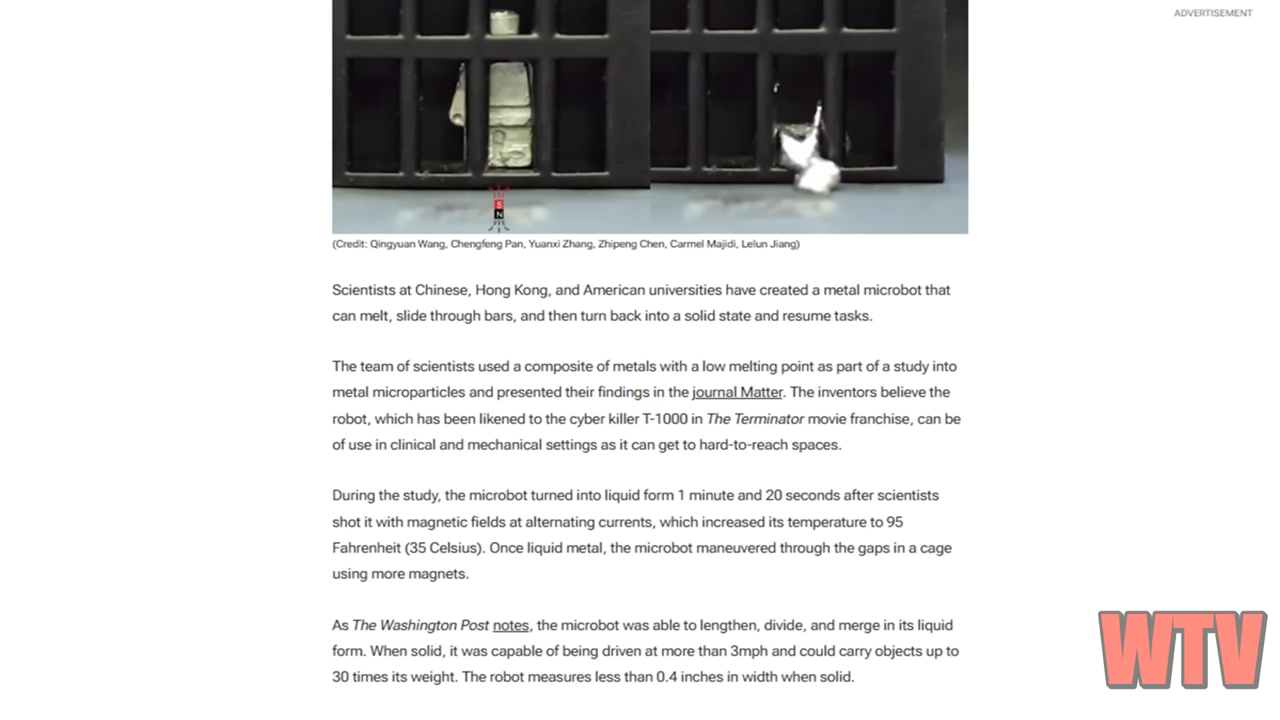 ADVERTISEMENT
S
N
(Credit: Qingyuan Wang, Chengfeng Pan, Yuanxi Zhang, Zhipeng Chen, Carmel Majidi, Lelun Jiang)
Scientists at Chinese, Hong Kong, and American universities have created a metal microbot that
can melt, slide through bars, and then turn back into a solid state and resume tasks.
The team of scientists used a composite of metals with a low melting point as part of a study into
metal microparticles and presented their findings in the journal Matter. The inventors believe the
robot, which has been likened to the cyber killer T-1000 in The Terminator movie franchise, can be
of use in clinical and mechanical settings as it can get to hard-to-reach spaces.
During the study, the microbot turned into liquid form 1 minute and 20 seconds after scientists
shot it with magnetic fields at alternating currents, which increased its temperature to 95
Fahrenheit (35 Celsius). Once liquid metal, the microbot maneuvered through the gaps in a cage
using more magnets.
As The Washington Post notes, the microbot was able to lengthen, divide, and merge in its liquid
form. When solid, it was capable of being driven at more than 3mph and could carry objects up to
30 times its weight. The robot measures less than 0.4 inches in width when solid.
WTV